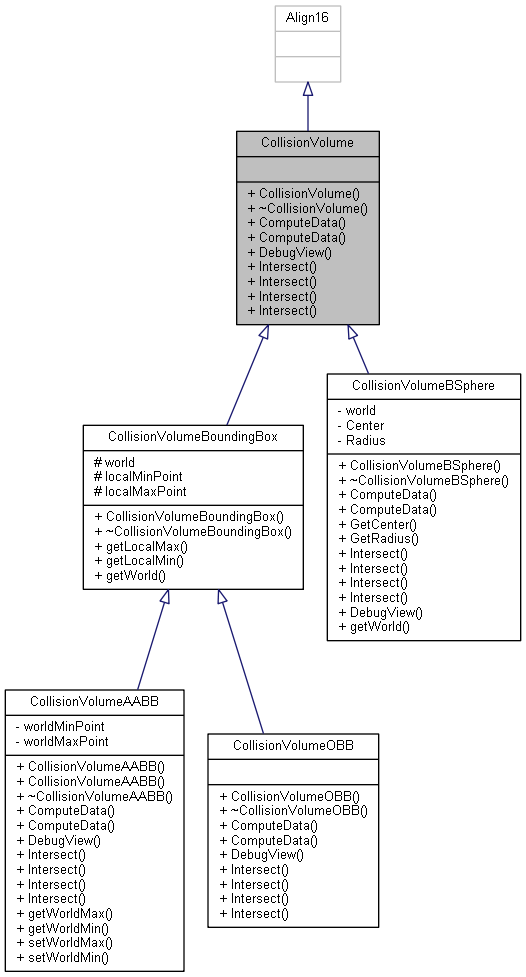 Align16
CollisionVolume
+ CollisionVolume()
+ ~CollisionVolume()
+ ComputeData()
+ ComputeData()
+ DebugView()
+ Intersect()
+ Intersect()
+ Intersect()
+ Intersect()
CollisionVolumeBoundingBox
# world
# localMinPoint
# localMaxPoint
+ CollisionVolumeBoundingBox()
+ ~CollisionVolumeBoundingBox()
+ getLocalMax()
+ getLocalMin()
+ getWorld()
CollisionVolumeBSphere
- world
- Center
- Radius
+ CollisionVolumeBSphere()
+ ~CollisionVolumeBSphere()
+ ComputeData()
+ ComputeData()
+ GetCenter()
+ GetRadius()
+ Intersect()
+ Intersect()
+ Intersect()
+ Intersect()
+ DebugView()
+ getWorld()
CollisionVolumeAABB
- worldMinPoint
- worldMaxPoint
+ CollisionVolumeAABB()
+ CollisionVolumeAABB()
+ ~CollisionVolumeAABB()
+ ComputeData()
+ ComputeData()
+ DebugView()
+ Intersect()
+ Intersect()
+ Intersect()
+ Intersect()
+ getWorldMax()
+ getWorldMin()
+ setWorldMax()
+ setWorldMin()
CollisionVolumeOBB
+ CollisionVolumeOBB()
+ ~CollisionVolumeOBB()
+ ComputeData()
+ ComputeData()
+ DebugView()
+ Intersect()
+ Intersect()
+ Intersect()
+ Intersect()